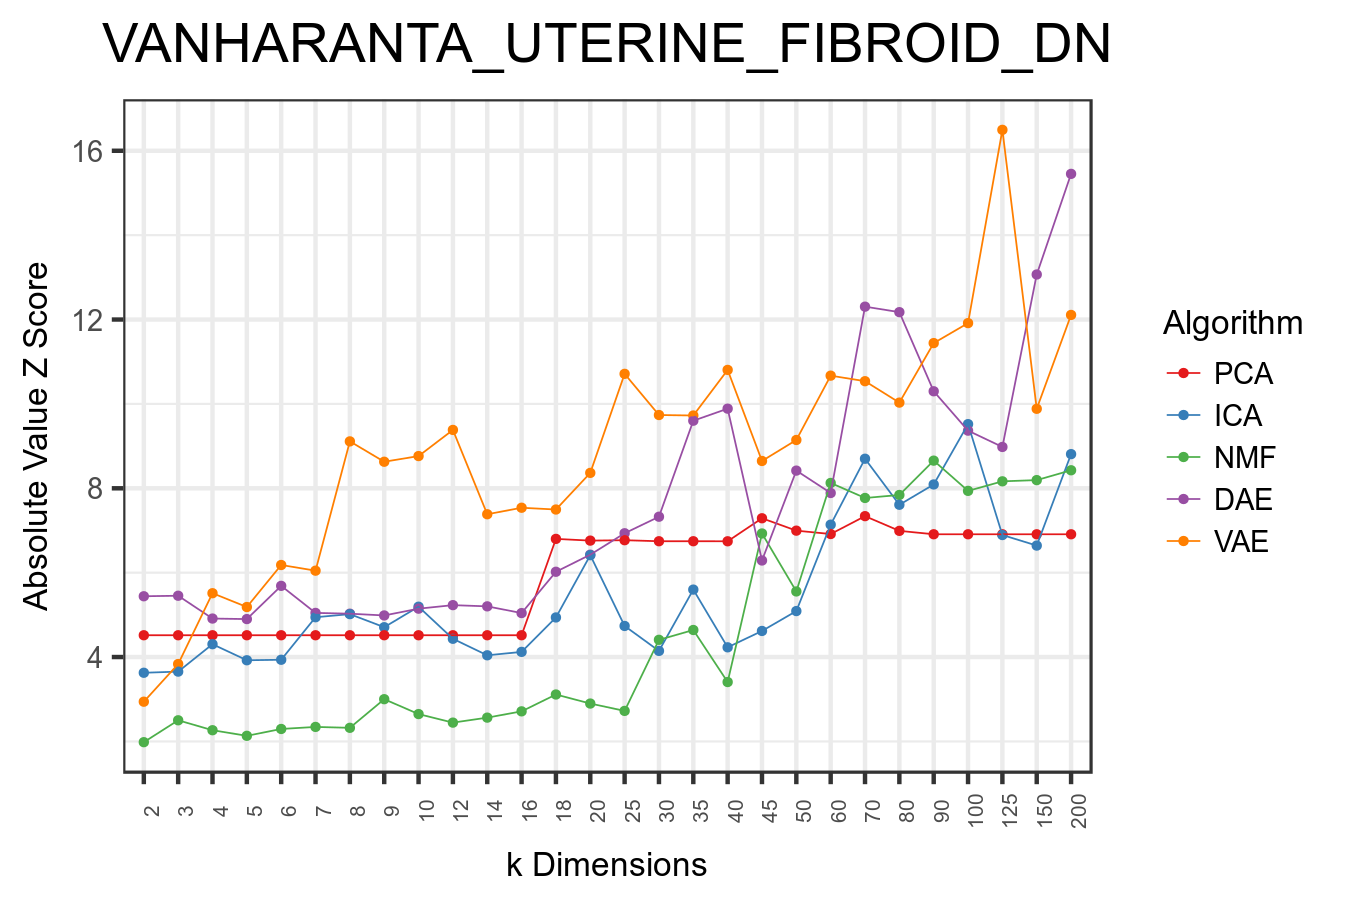 VANHARANTA_UTERINE_FIBROID_DN
Absolute Value Z Score
16
12
8
4
2 3 4 5 6 7 8 9 10 12 14 16 18 20 25 30 35 40 45 50 60 70 80 90 100 125 150 200
k Dimensions
Algorithm
PCA
ICA
NMF
DAE
VAE